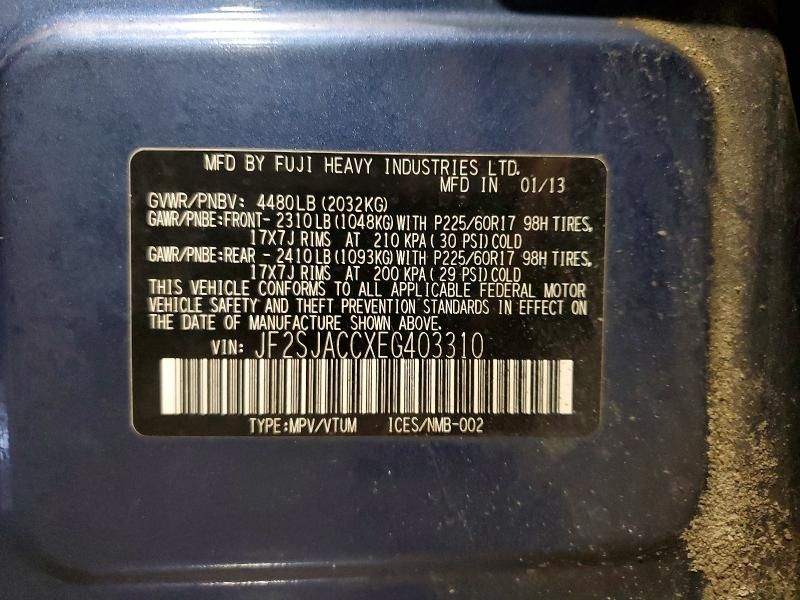 MFD BY FUJI HEAVY INDUSTRIES LTD.
MFD IN 01/13
GVWR/PNBV: 4480LB(2032KG)
GAWR/PNBE:FRONT- 2310LB(1048KG)WITH P225/60R17 98H TIRES,
17X7J RIMS AT 210 KPA( 30 PSI)COLD
GAWR/PNBE:REAR - 2410LB(1093KG)WITH P225/60R17 98H TIRES,
17X7J RIMS AT 200 KPA( 29 PSI)COLD
THIS VEHICLE CONFORMS TO ALL APPLICABLE FEDERAL MOTOR
VEHICLE SAFETY AND THEFT PREVENTION STANDARDS IN EFFECT ON
THE DATE OF MANUFACTURE SHOWN ABOVE.
VIN: JF2SJACCXEG403310
TYPE:MPV/VTUM ICES/NMB-002